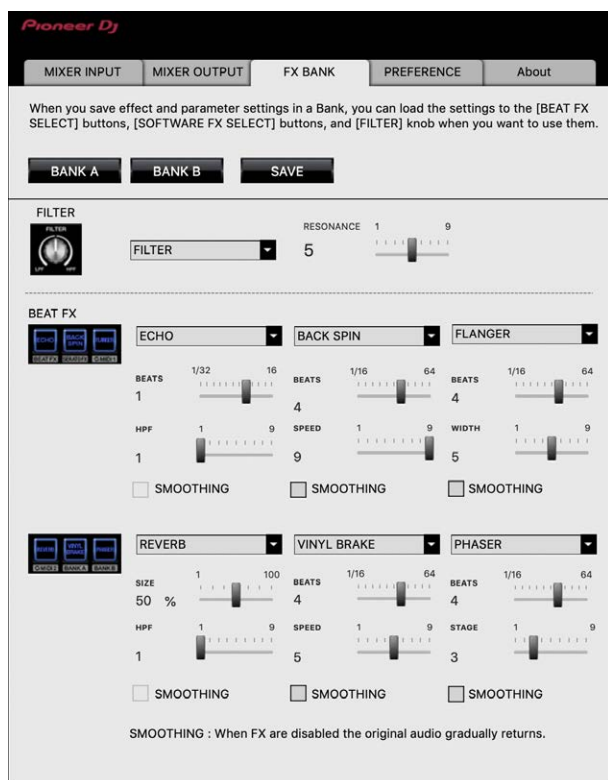 Pioneer Dj
MIXER INPUT MIXER OUTPUT FX BANK PREFERENCE About
When you save effect and parameter settings in a Bank, you can load the settings to the [BEAT FX
SELECT] buttons, [SOFTWARE FX SELECT] buttons, and [FILTER] knob when you want to use them.
BANK A BANK B SAVE
FILTER
FILTER
LPF HPF
FILTER
RESONANCE 1 9
5
BEAT FX
ECHO BACK SPIN FLANGER
BEAT FX
ECHO BACK SPIN FLANGER
1/32 16 1/16 64 1/16 64
BEATS BEATS BEATS
1 4 4
HPF 1 9 SPEED 1 9 WIDTH 1 9
1 9 5
SMOOTHING SMOOTHING SMOOTHING
REVERB VINYL BRAKE PHASER
BANK A BANK B
REVERB VINYL BRAKE PHASER
1 100 1/16 64 1/16 64
SIZE BEATS BEATS
50 % 4 4
HPF 1 9 SPEED 1 9 STAGE 1 9
1 5 3
SMOOTHING SMOOTHING SMOOTHING
SMOOTHING : When FX are disabled the original audio gradually returns.